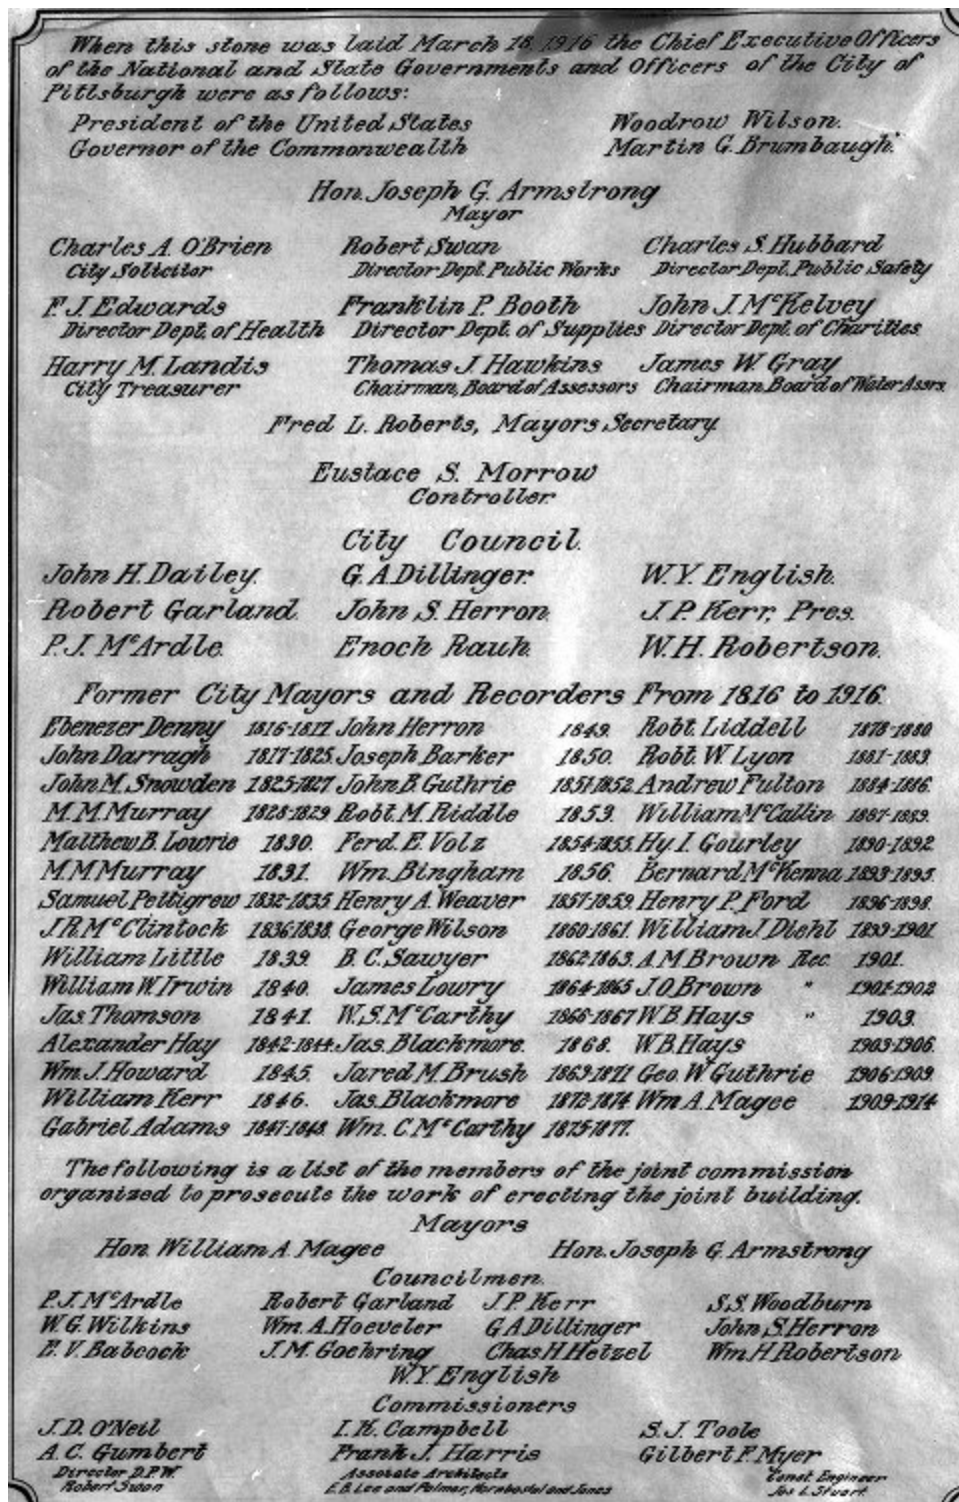 When this stone was laid March 18, 1916 the Chief Executive Officers
of the National and State Governments and Officers of the City of
Pittsburgh were as follows:
President of the United States Woodrow Wilson.
Governor of the Commonwealth Martin G. Brumbaugh.
Hon. Joseph G. Armstrong
Mayor
Charles A. O'Brien Robert Swan Charles S. Hubbard
City Solicitor Director Dept. Public Works Director Dept. Public Safety
F. J. Edwards Franklin P. Booth John J. McKelvey
Director Dept. of Health Director Dept. of Supplies Director Dept. of Charities
Harry M. Landis Thomas J. Hawkins James W. Gray
City Treasurer Chairman, Board of Assessors Chairman Board of Water Assrs.
Fred L. Roberts, Mayors Secretary
Eustace S. Morrow
Controller
City Council.
John H. Dailey. G. A. Dillinger. W. Y. English.
Robert Garland. John S. Herron. J. P. Kerr, Pres.
P. J. McArdle. Enoch Rauh. W. H. Robertson.
Former City Mayors and Recorders From 1816 to 1916.
Ebenezer Denny 1816-1817 John Herron 1849. Robt. Liddell 1878-1880.
John Darragh 1817-1825. Joseph Barker 1850. Robt. W. Lyon 1881-1883.
John M. Snowden 1825-1827 John B. Guthrie 1851-1852. Andrew Fulton 1884-1886.
M. M. Murray 1828-1829 Robt. M. Riddle 1853. William McCallin 1887-1889.
Matthew B. Lowrie 1830. Ferd. E. Volz 1854-1855. Hy. I. Gourley 1890-1892.
M. M. Murray 1831. Wm. Bingham 1856. Bernard McKenna 1893-1895.
Samuel Pettigrew 1832-1835 Henry A. Weaver 1857-1859. Henry P. Ford 1896-1898.
J. R. McClintock 1836-1838. George Wilson 1860-1861. William J. Diehl 1899-1901.
William Little 1839. B. C. Sawyer 1862-1863. A. M. Brown Rec. 1901.
William W. Irwin 1840. James Lowry 1864-1865 J. O. Brown " 1901-1902
Jas. Thomson 1841. W. S. McCarthy 1866-1867 W. B. Hays " 1903.
Alexander Hay 1842-1844. Jas. Blackmore. 1868. W. B. Hays 1903-1906.
Wm. J. Howard 1845. Jared M. Brush 1869-1871 Geo. W. Guthrie 1906-1909.
William Kerr 1846. Jas. Blackmore 1872-1874 Wm. A. Magee 1909-1914
Gabriel Adams 1847-1848. Wm. C. McCarthy 1875-1877.
The following is a list of the members of the joint commission
organized to prosecute the work of erecting the joint building.
Mayors
Hon. William A. Magee Hon. Joseph G. Armstrong
Councilmen.
P. J. McArdle Robert Garland J. P. Kerr S. S. Woodburn
W. G. Wilkins Wm. A. Hoeveler G. A. Dillinger John S. Herron
E. V. Babcock J. M. Goehring Chas. H. Hetzel Wm. H. Robertson
W. Y. English
Commissioners
J. D. O'Neil I. K. Campbell S. J. Toole
A. C. Gumbert Frank J. Harris Gilbert F. Myer
Director D.P.W. Associate Architects Const. Engineer
Robert Swan E. B. Lee and Palmer, Hornbostel and Jones Jos. L. Stuart.